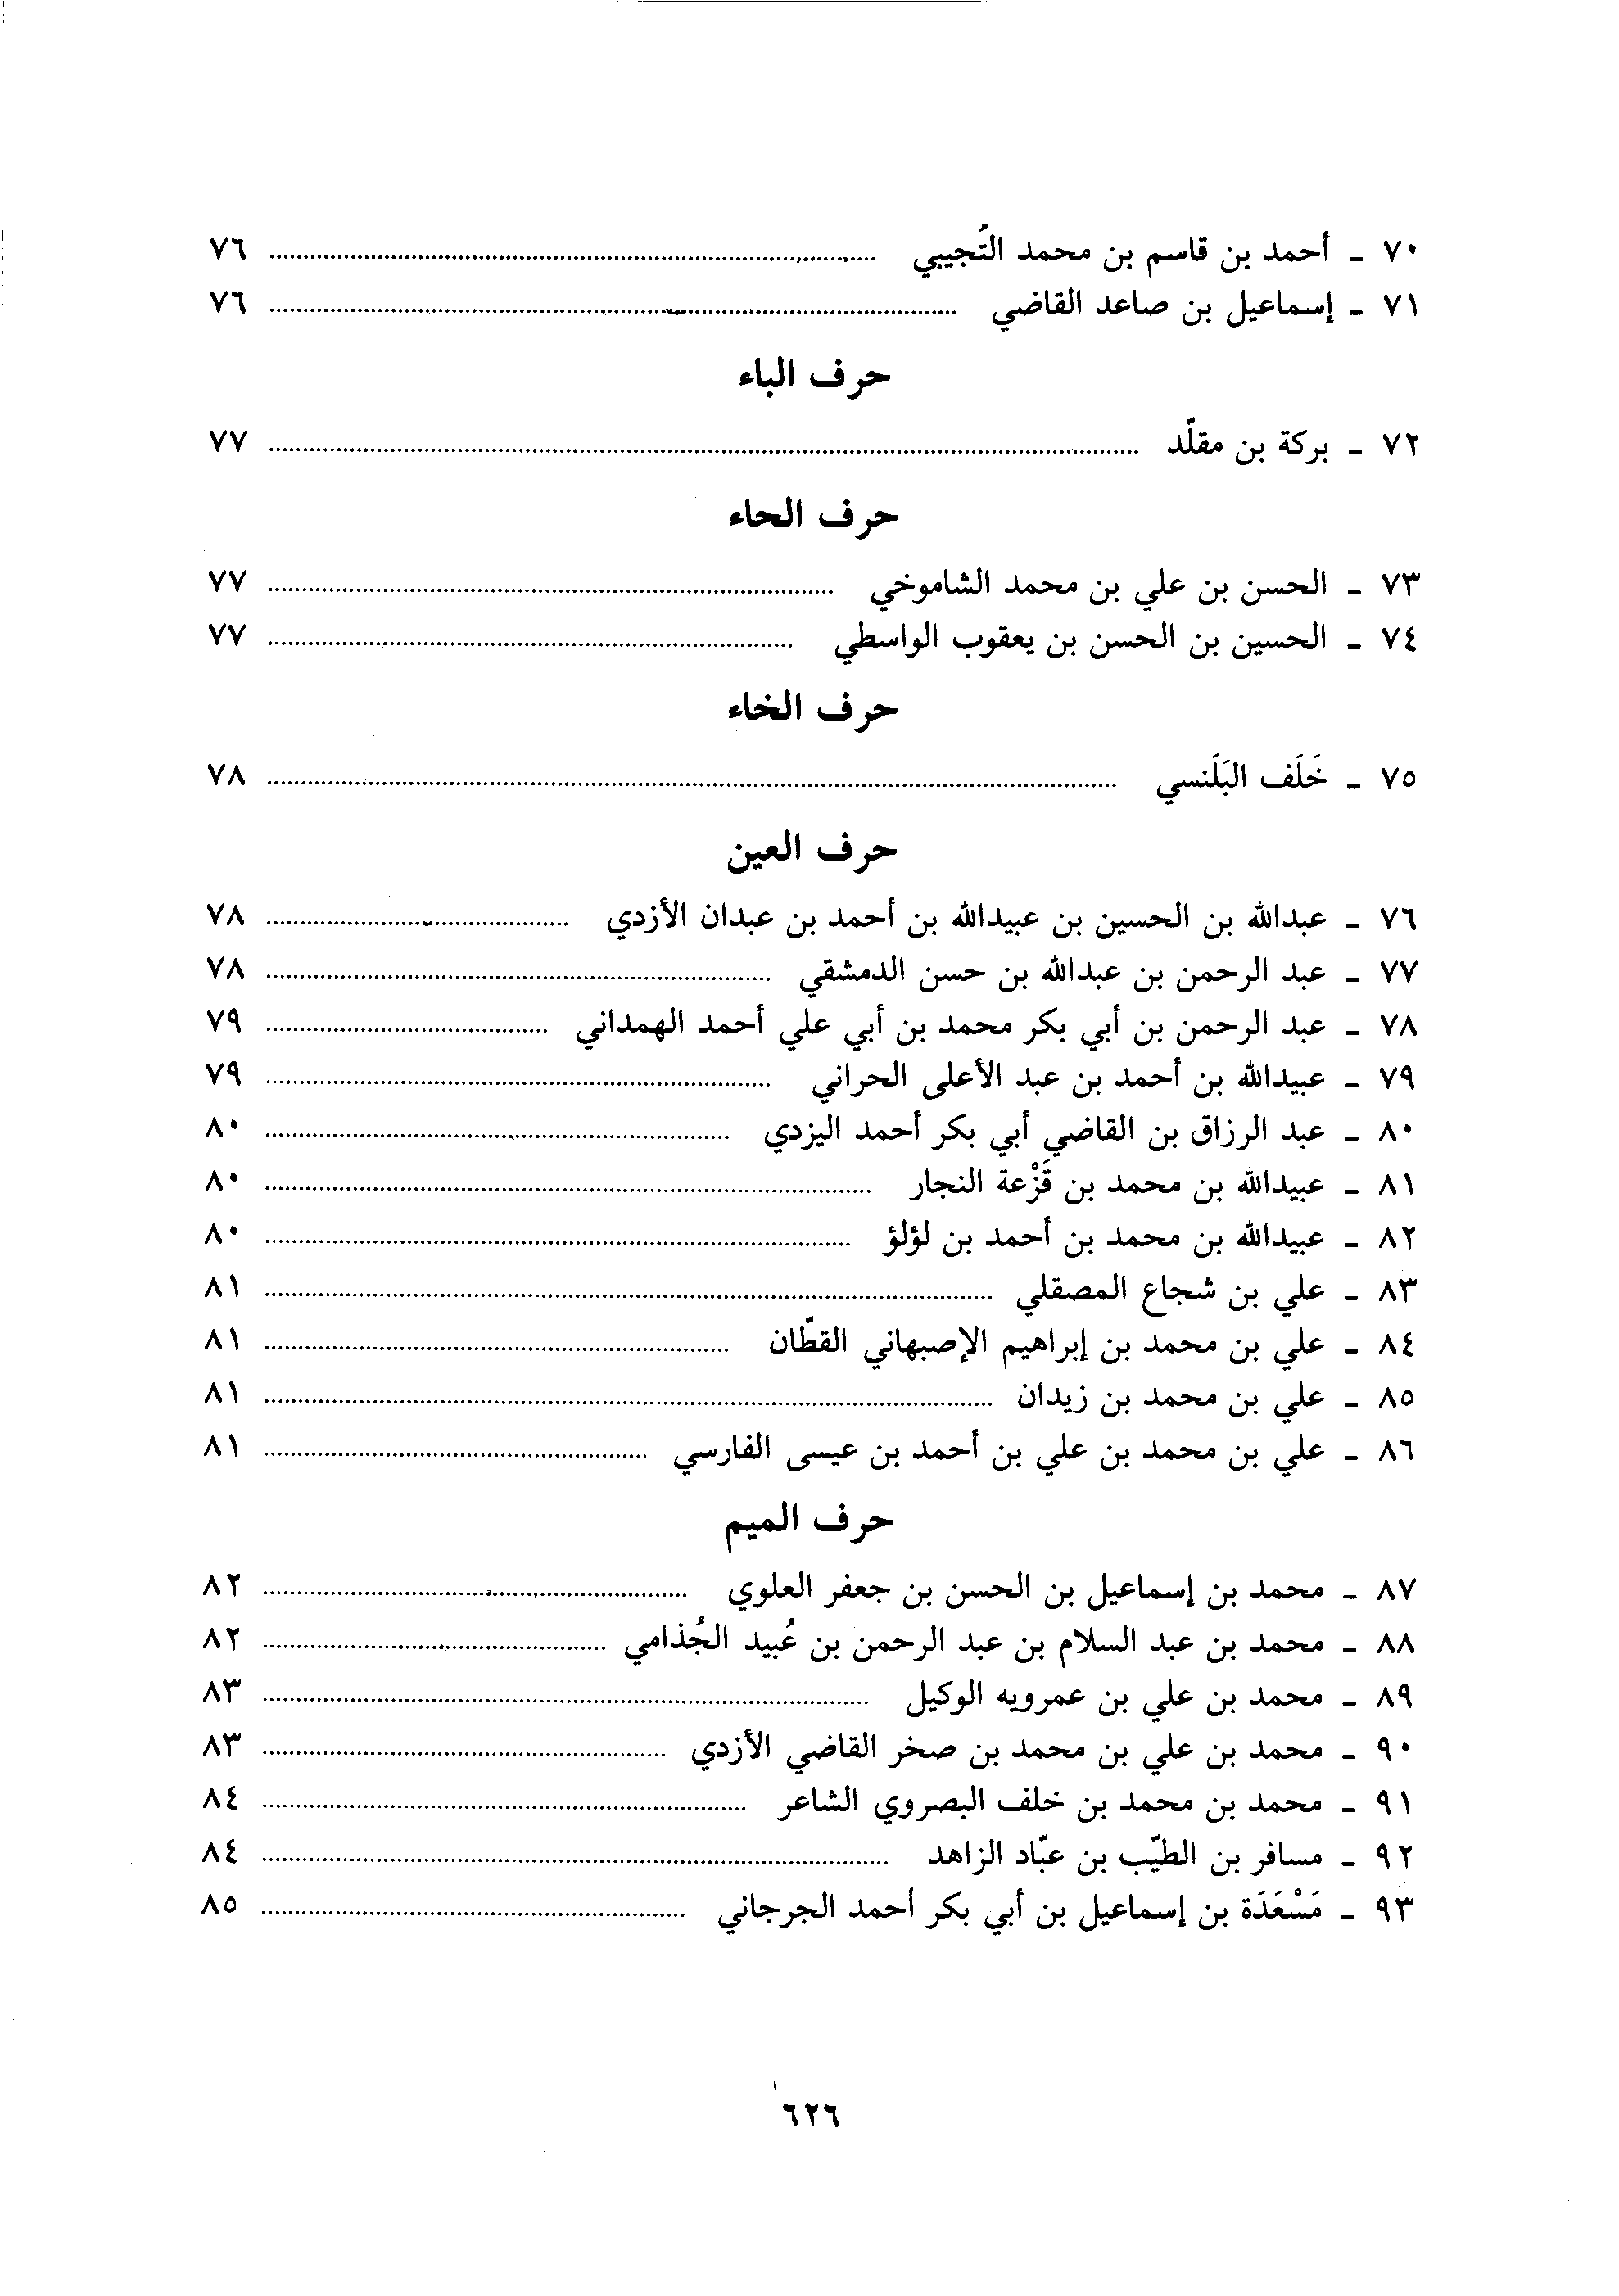 ٧٠ ـ أحمد بن قاسم بن محمد التُجيبي ........ ٧٦
٧١ ـ إسماعيل بن صاعد القاضي ........ ٧٦
حرف الباء
٧٢ ـ بركة بن مقلّد ........ ٧٧
حرف الحاء
٧٣ ـ الحسن بن علي بن محمد الشاموخي ........ ٧٧
٧٤ ـ الحسين بن الحسن بن يعقوب الواسطي ........ ٧٧
حرف الخاء
٧٥ ـ خَلَف البَلَنسي ........ ٧٨
حرف العين
٧٦ ـ عبدالله بن الحسين بن عبيدالله بن أحمد بن عبدان الأزدي ........ ٧٨
٧٧ ـ عبد الرحمن بن عبدالله بن حسن الدمشقي ........ ٧٨
٧٨ ـ عبد الرحمن بن أبي بكر محمد بن أبي علي أحمد الهمداني ........ ٧٩
٧٩ ـ عبيدالله بن أحمد بن عبد الأعلى الحراني ........ ٧٩
٨٠ ـ عبد الرزاق بن القاضي أبي بكر أحمد اليزدي ........ ٨٠
٨١ ـ عبيدالله بن محمد بن قَزْعة النجار ........ ٨٠
٨٢ ـ عبيدالله بن محمد بن أحمد بن لؤلؤ ........ ٨٠
٨٣ ـ علي بن شجاع المصقلي ........ ٨١
٨٤ ـ علي بن محمد بن إبراهيم الإصبهاني القطّان ........ ٨١
٨٥ ـ علي بن محمد بن زيدان ........ ٨١
٨٦ ـ علي بن محمد بن علي بن أحمد بن عيسى الفارسي ........ ٨١
حرف الميم
٨٧ ـ محمد بن إسماعيل بن الحسن بن جعفر العلوي ........ ٨٢
٨٨ ـ محمد بن عبد السلام بن عبد الرحمن بن عُبيد الجُذامي ........ ٨٢
٨٩ ـ محمد بن علي بن عمرويه الوكيل ........ ٨٣
٩٠ ـ محمد بن علي بن محمد بن صخر القاضي الأزدي ........ ٨٣
٩١ ـ محمد بن محمد بن خلف البصروي الشاعر ........ ٨٤
٩٢ ـ مسافر بن الطيّب بن عبّاد الزاهد ........ ٨٤
٩٣ ـ مَسْعَدَة بن إسماعيل بن أبي بكر أحمد الجرجاني ........ ٨٥
٦٢٦